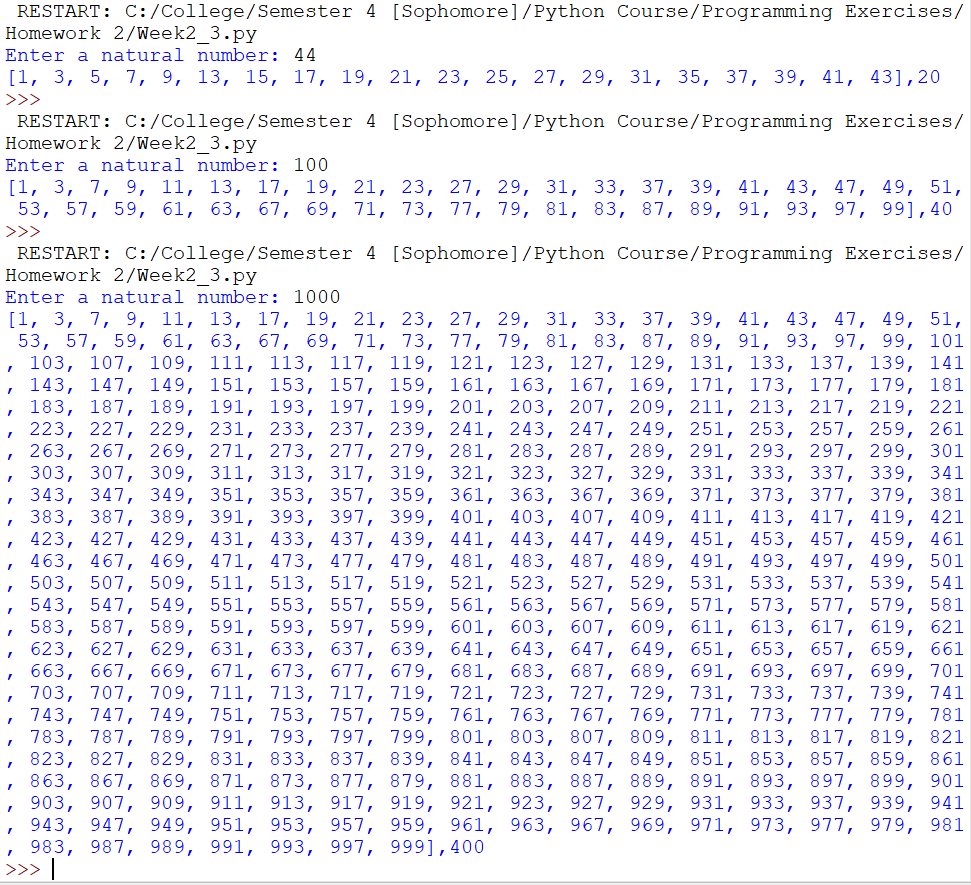 RESTART: C:/College/Semester 4 [Sophomore]/Python Course/Programming Exercises/
Homework 2/Week2_3.py
Enter a natural number: 44
[1, 3, 5, 7, 9, 13, 15, 17, 19, 21, 23, 25, 27, 29, 31, 35, 37, 39, 41, 43],20
>>>
RESTART: C:/College/Semester 4 [Sophomore]/Python Course/Programming Exercises/
Homework 2/Week2_3.py
Enter a natural number: 100
[1, 3, 7, 9, 11, 13, 17, 19, 21, 23, 27, 29, 31, 33, 37, 39, 41, 43, 47, 49, 51,
53, 57, 59, 61, 63, 67, 69, 71, 73, 77, 79, 81, 83, 87, 89, 91, 93, 97, 99],40
>>>
RESTART: C:/College/Semester 4 [Sophomore]/Python Course/Programming Exercises/
Homework 2/Week2_3.py
Enter a natural number: 1000
[1, 3, 7, 9, 11, 13, 17, 19, 21, 23, 27, 29, 31, 33, 37, 39, 41, 43, 47, 49, 51,
53, 57, 59, 61, 63, 67, 69, 71, 73, 77, 79, 81, 83, 87, 89, 91, 93, 97, 99, 101
, 103, 107, 109, 111, 113, 117, 119, 121, 123, 127, 129, 131, 133, 137, 139, 141
, 143, 147, 149, 151, 153, 157, 159, 161, 163, 167, 169, 171, 173, 177, 179, 181
, 183, 187, 189, 191, 193, 197, 199, 201, 203, 207, 209, 211, 213, 217, 219, 221
, 223, 227, 229, 231, 233, 237, 239, 241, 243, 247, 249, 251, 253, 257, 259, 261
, 263, 267, 269, 271, 273, 277, 279, 281, 283, 287, 289, 291, 293, 297, 299, 301
, 303, 307, 309, 311, 313, 317, 319, 321, 323, 327, 329, 331, 333, 337, 339, 341
, 343, 347, 349, 351, 353, 357, 359, 361, 363, 367, 369, 371, 373, 377, 379, 381
, 383, 387, 389, 391, 393, 397, 399, 401, 403, 407, 409, 411, 413, 417, 419, 421
, 423, 427, 429, 431, 433, 437, 439, 441, 443, 447, 449, 451, 453, 457, 459, 461
, 463, 467, 469, 471, 473, 477, 479, 481, 483, 487, 489, 491, 493, 497, 499, 501
, 503, 507, 509, 511, 513, 517, 519, 521, 523, 527, 529, 531, 533, 537, 539, 541
, 543, 547, 549, 551, 553, 557, 559, 561, 563, 567, 569, 571, 573, 577, 579, 581
, 583, 587, 589, 591, 593, 597, 599, 601, 603, 607, 609, 611, 613, 617, 619, 621
, 623, 627, 629, 631, 633, 637, 639, 641, 643, 647, 649, 651, 653, 657, 659, 661
, 663, 667, 669, 671, 673, 677, 679, 681, 683, 687, 689, 691, 693, 697, 699, 701
, 703, 707, 709, 711, 713, 717, 719, 721, 723, 727, 729, 731, 733, 737, 739, 741
, 743, 747, 749, 751, 753, 757, 759, 761, 763, 767, 769, 771, 773, 777, 779, 781
, 783, 787, 789, 791, 793, 797, 799, 801, 803, 807, 809, 811, 813, 817, 819, 821
, 823, 827, 829, 831, 833, 837, 839, 841, 843, 847, 849, 851, 853, 857, 859, 861
, 863, 867, 869, 871, 873, 877, 879, 881, 883, 887, 889, 891, 893, 897, 899, 901
, 903, 907, 909, 911, 913, 917, 919, 921, 923, 927, 929, 931, 933, 937, 939, 941
, 943, 947, 949, 951, 953, 957, 959, 961, 963, 967, 969, 971, 973, 977, 979, 981
, 983, 987, 989, 991, 993, 997, 999],400
>>>